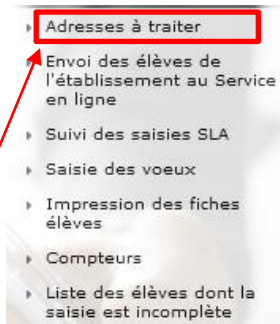 Adresses à traiter
Envoi des élèves de
l'établissement au Service
en ligne
Suivi des saisies SLA
Saisie des voeux
Impression des fiches
élèves
Compteurs
Liste des élèves dont la
saisie est incomplète